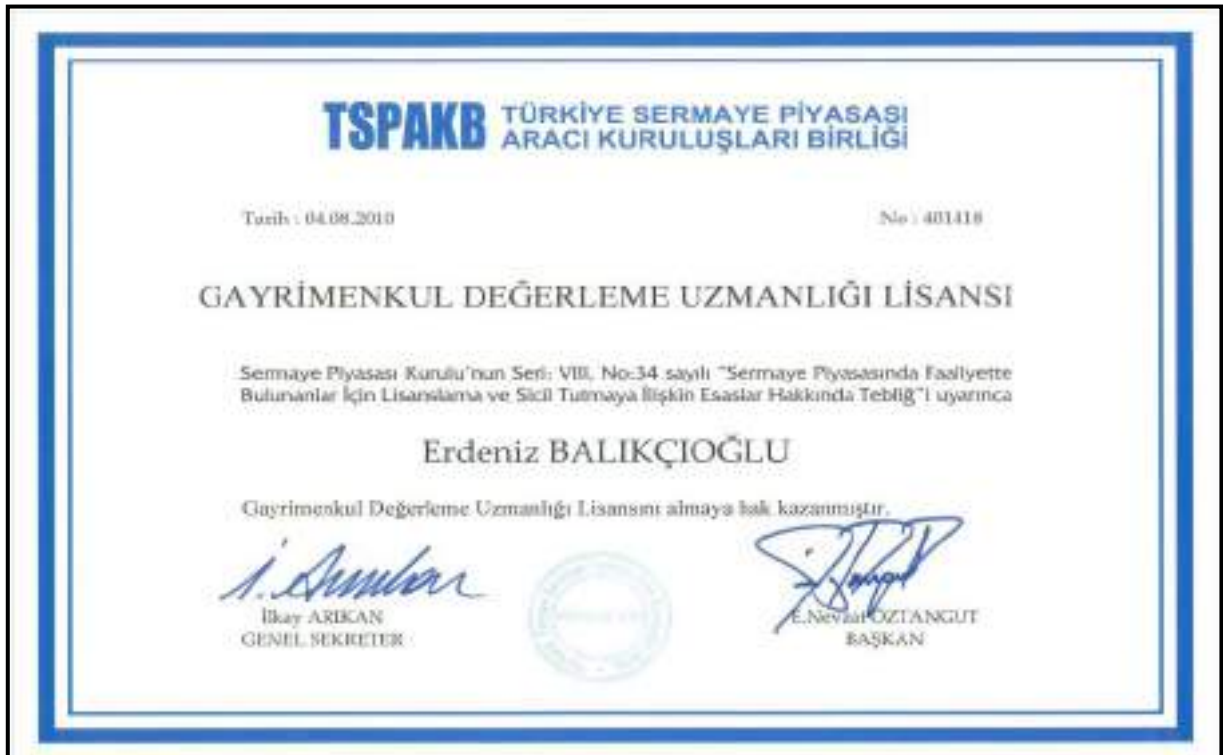 TSPAKB TÜRKİYE SERMAYE PİYASASI
ARACI KURULUŞLARI BİRLİĞİ
Tarih : 04.08.2010
No : 401418
GAYRİMENKUL DEĞERLEME UZMANLIĞI LİSANSI
Sermaye Piyasası Kurulu'nun Seri: VIII, No:34 sayılı "Sermaye Piyasasında Faaliyette
Bulunanlar İçin Lisanslama ve Sicil Tutmaya İlişkin Esaslar Hakkında Tebliğ"i uyarınca
Erdeniz BALIKÇIOĞLU
Gayrimenkul Değerleme Uzmanlığı Lisansını almaya hak kazanmıştır.
İlkay ARIKAN
GENEL SEKRETER
E.Nevzat ÖZTANGUT
BAŞKAN